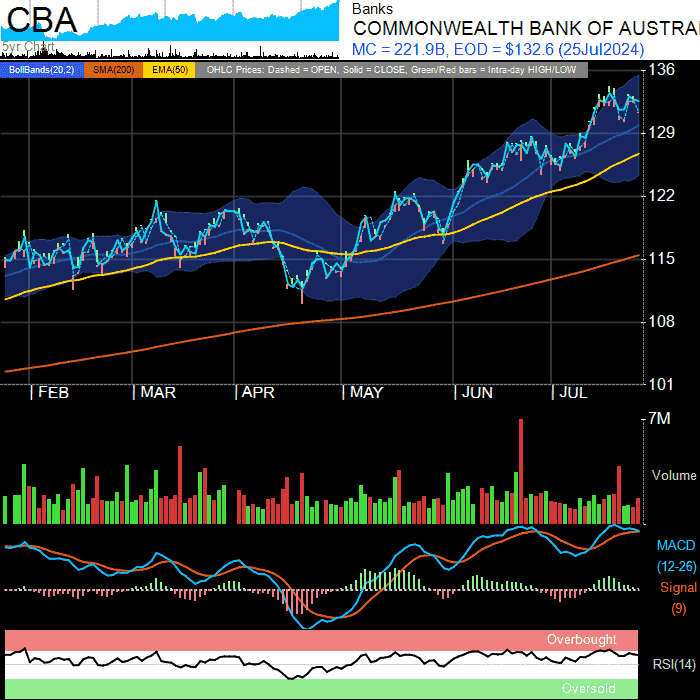 CBA
5yr Chart
Banks
COMMONWEALTH BANK OF AUSTRA
MC = 221.9B, EOD = $132.6 (25Jul2024)
BollBands(20,2) SMA(200) EMA(50) OHLC Prices: Dashed = OPEN, Solid = CLOSE, Green/Red bars = Intra-day HIGH/LOW
136
129
122
115
108
101
FEB MAR APR MAY JUN JUL
7M
Volume
MACD
(12-26)
Signal
(9)
Overbought
RSI(14)
Oversold